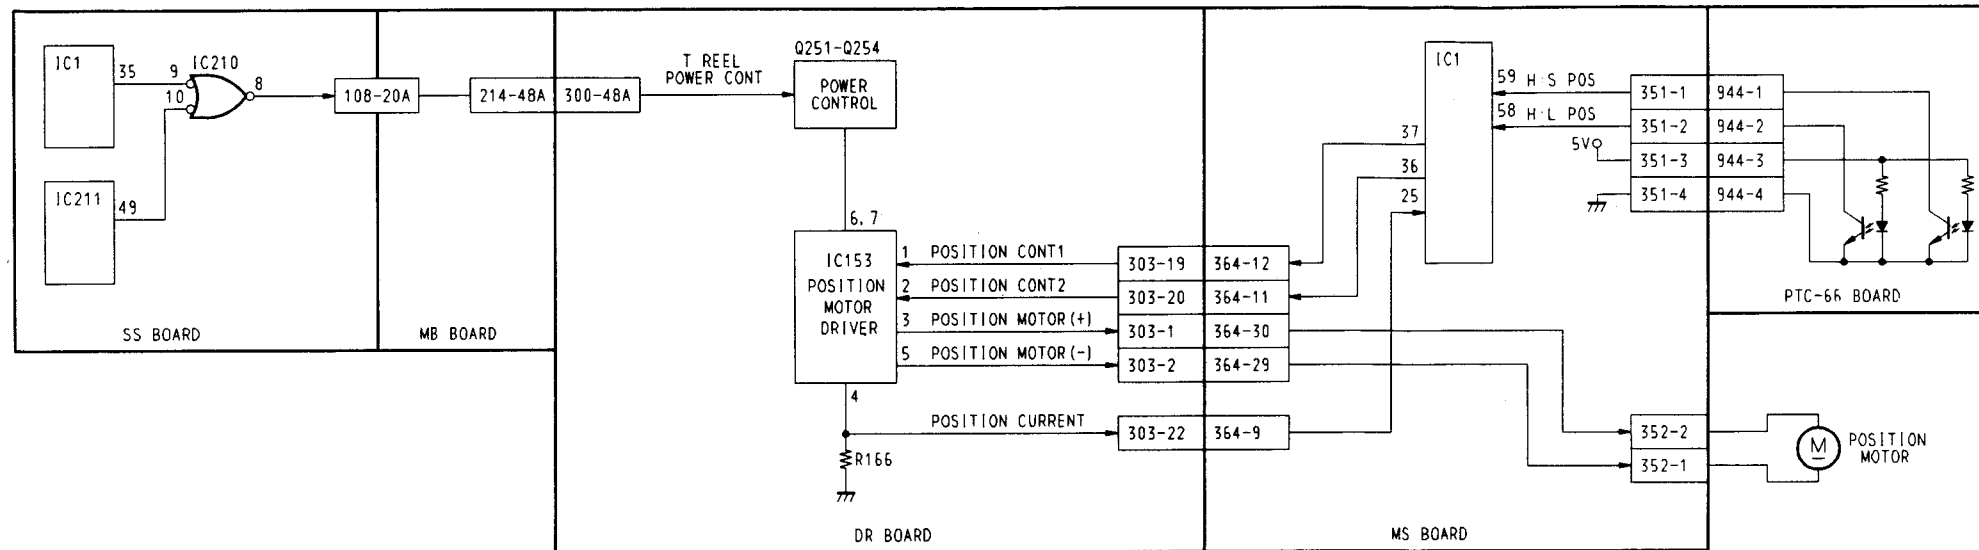 IC1
35
9
IC210
10
8
IC211
49
SS BOARD
108-20A
MB BOARD
214-48A
300-48A
T REEL
POWER CONT
Q251-Q254
POWER
CONTROL
6.7
IC153
POSITION
MOTOR
DRIVER
1
POSITION CONT1
2
POSITION CONT2
3
POSITION MOTOR(+)
5
POSITION MOTOR(-)
4
POSITION CURRENT
R166
DR BOARD
303-19
364-12
303-20
364-11
303-1
364-30
303-2
364-29
303-22
364-9
IC1
37
36
25
59 H:S POS
58 H:L POS
5V
351-1
944-1
351-2
944-2
351-3
944-3
351-4
944-4
PTC-66 BOARD
352-2
352-1
M
POSITION
MOTOR
MS BOARD